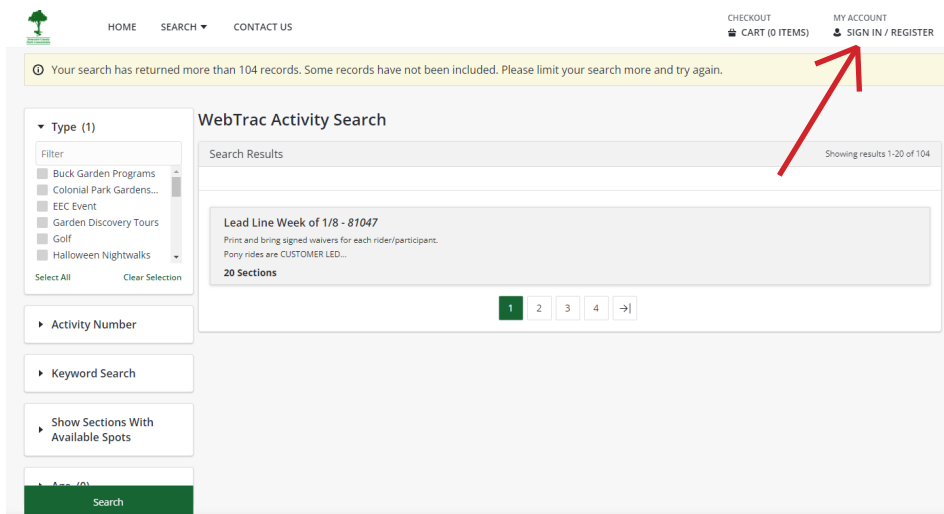 HOME
SEARCH
CONTACT US
CHECKOUT
CART (0 ITEMS)
MY ACCOUNT
SIGN IN / REGISTER
Your search has returned more than 104 records. Some records have not been included. Please limit your search more and try again.
Type (1)
Filter
Buck Garden Programs
Colonial Park Gardens...
EEC Event
Garden Discovery Tours
Golf
Halloween Nightwalks
Select All
Clear Selection
Activity Number
Keyword Search
Show Sections With
Available Spots
Age (0)
Search
WebTrac Activity Search
Search Results
Showing results 1-20 of 104
Lead Line Week of 1/8 - 81047
Print and bring signed waivers for each rider/participant.
Pony rides are CUSTOMER LED...
20 Sections
1 2 3 4